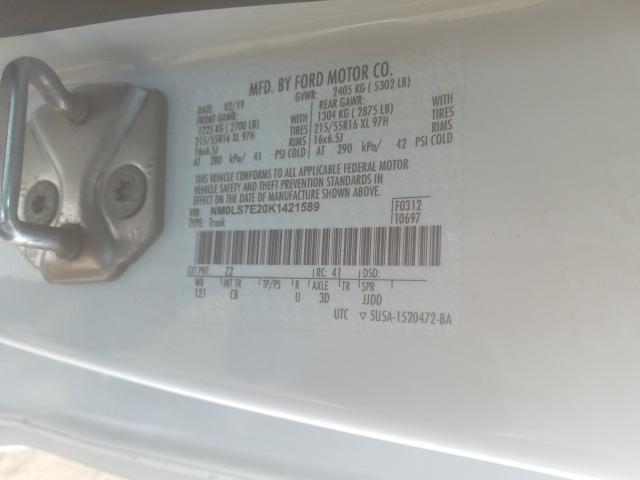 MFD. BY FORD MOTOR CO.
DATE: 02/19 GVWR: 2405 KG ( 5302 LB)
FRONT GAWR: REAR GAWR:
1225 KG ( 2700 LB) 1304 KG ( 2875 LB)
215/55R16 XL 97H TIRES 215/55R16 XL 97H TIRES
16x6.5J RIMS 16x6.5J RIMS
AT 280 kPa/ 41 PSI COLD AT 290 kPa/ 42 PSI COLD
THIS VEHICLE CONFORMS TO ALL APPLICABLE FEDERAL MOTOR
VEHICLE SAFETY AND THEFT PREVENTION STANDARDS IN
EFFECT ON THE DATE OF MANUFACTURE SHOWN ABOVE.
VIN: NM0LS7E20K1421589 F0312
TYPE: Truck T0697
EXT PNT: Z2 RC: 41 DSO:
WB INT TR TP/PS R AXLE TR SPR
121 CB U 3D JJDD
UTC ▽ 5U5A-1520472-BA